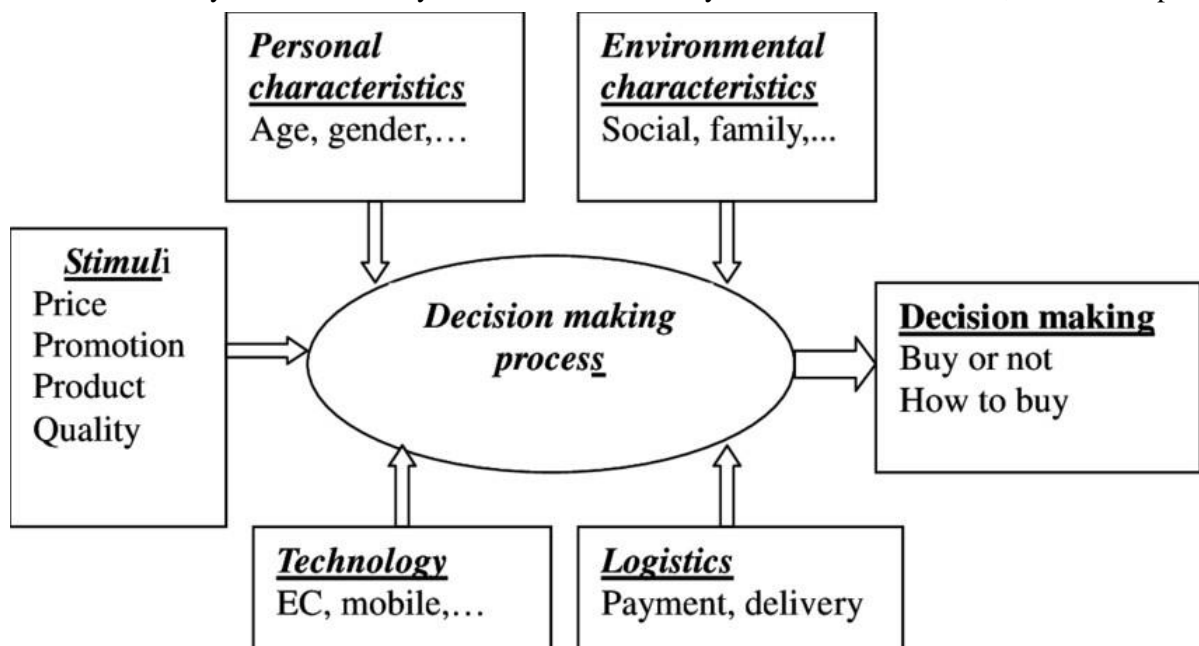 Personal
characteristics
Age, gender,…
Environmental
characteristics
Social, family,...
Stimuli
Price
Promotion
Product
Quality
Decision making
process
Decision making
Buy or not
How to buy
Technology
EC, mobile,…
Logistics
Payment, delivery